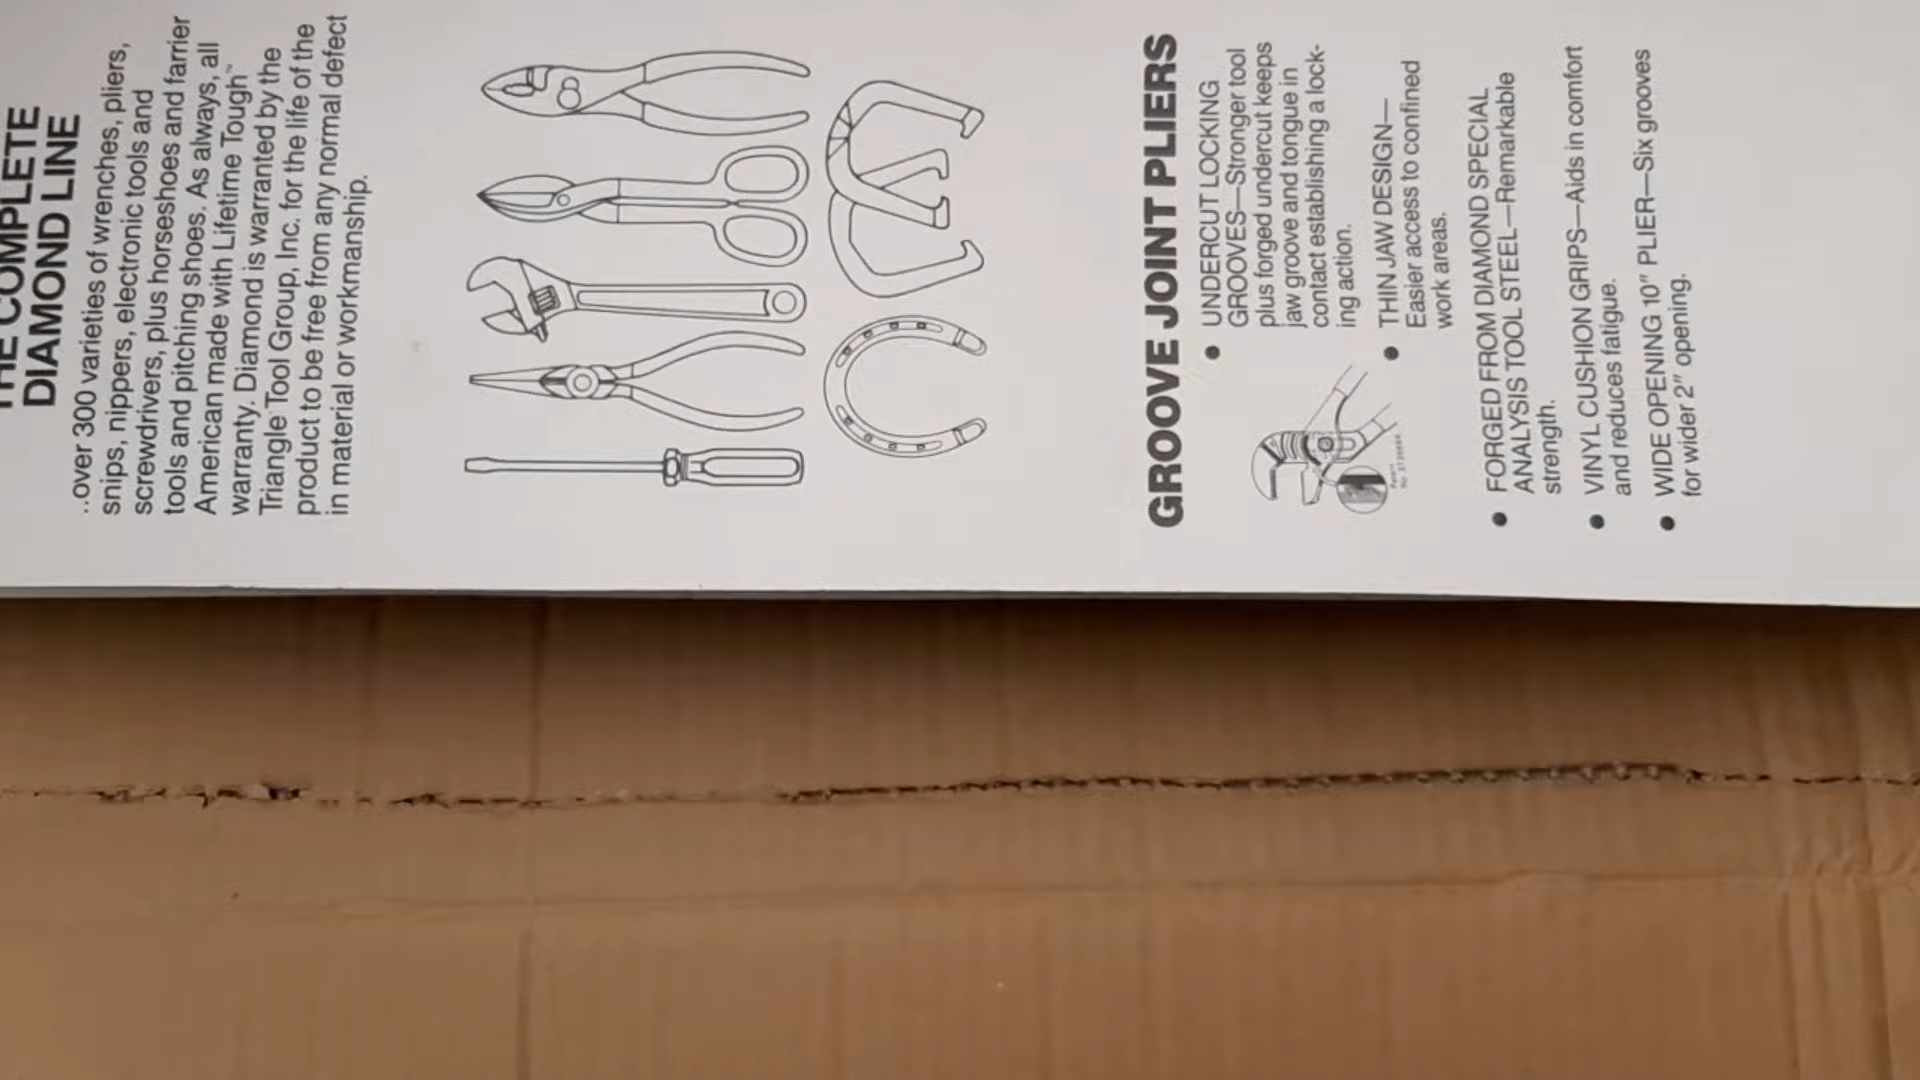 THE COMPLETE
DIAMOND LINE
..over 300 varieties of wrenches, pliers,
snips, nippers, electronic tools and
screwdrivers, plus horseshoes and farrier
tools and pitching shoes. As always, all
American made with Lifetime Tough™
warranty. Diamond is warranted by the
Triangle Tool Group, Inc. for the life of the
product to be free from any normal defect
in material or workmanship.
GROOVE JOINT PLIERS
● UNDERCUT LOCKING
GROOVES—Stronger tool
plus forged undercut keeps
jaw groove and tongue in
contact establishing a lock-
ing action.
● THIN JAW DESIGN—
Easier access to confined
work areas.
● FORGED FROM DIAMOND SPECIAL
ANALYSIS TOOL STEEL—Remarkable
strength.
● VINYL CUSHION GRIPS—Aids in comfort
and reduces fatigue.
● WIDE OPENING 10" PLIER—Six grooves
for wider 2" opening.